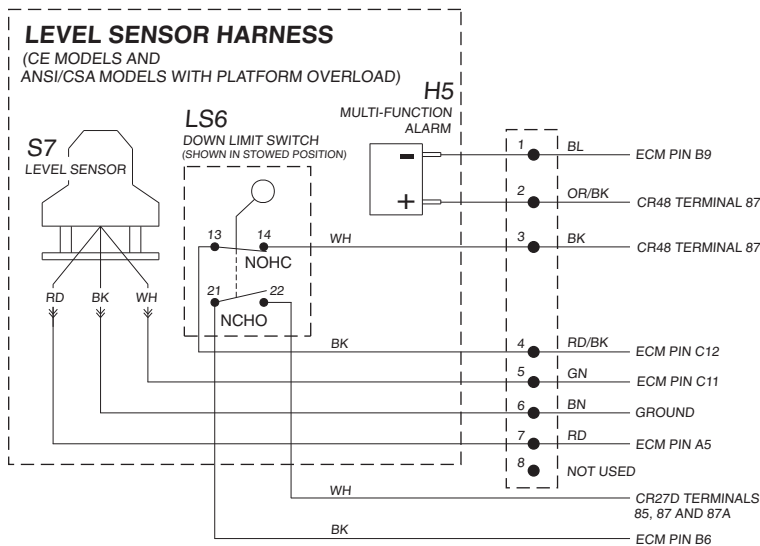 LEVEL SENSOR HARNESS
(CE MODELS AND
ANSI/CSA MODELS WITH PLATFORM OVERLOAD)
H5
MULTI-FUNCTION
ALARM
LS6
DOWN LIMIT SWITCH
(SHOWN IN STOWED POSITION)
S7
LEVEL SENSOR
-
+
1 BL ECM PIN B9
2 OR/BK CR48 TERMINAL 87
13 14 WH 3 BK CR48 TERMINAL 87
NOHC
21 22
NCHO
RD BK WH
BK 4 RD/BK ECM PIN C12
5 GN ECM PIN C11
6 BN GROUND
7 RD ECM PIN A5
8 NOT USED
WH CR27D TERMINALS
85, 87 AND 87A
BK ECM PIN B6